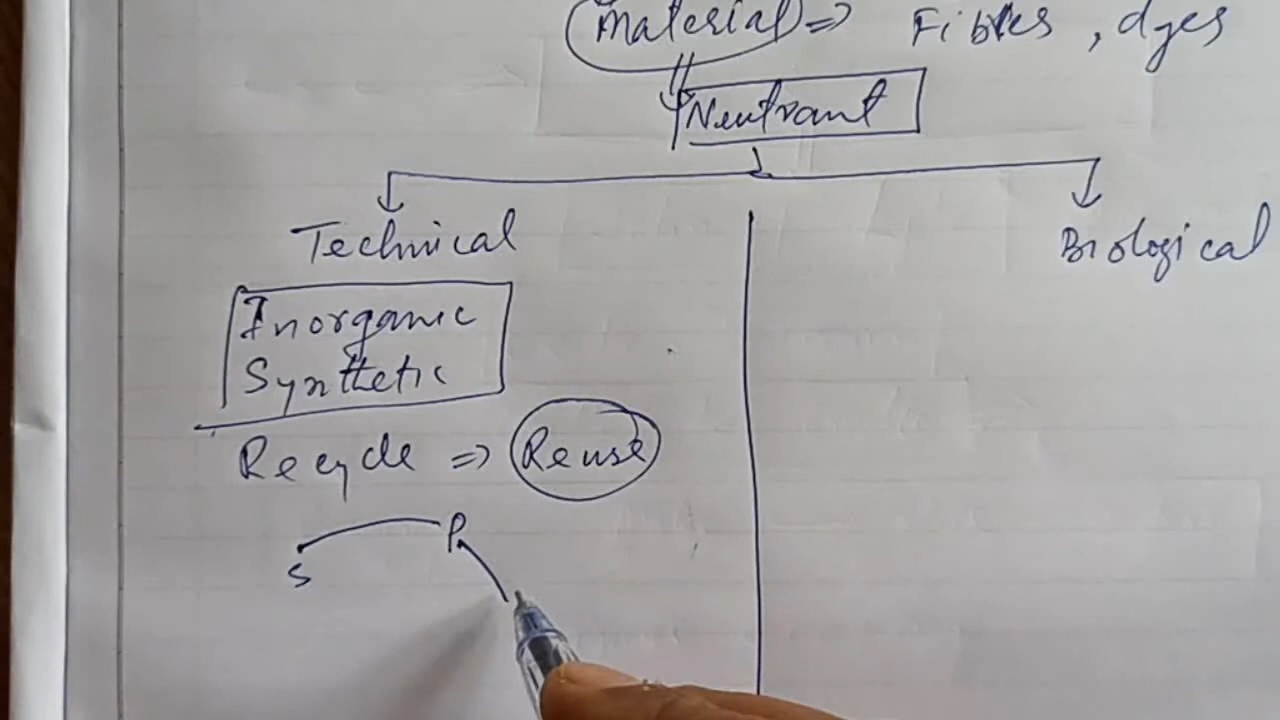 Material => Fibres, dyes
Neutrant
Technical
Biological
Inorganic
Synthetic
Recycle => Reuse
P
S